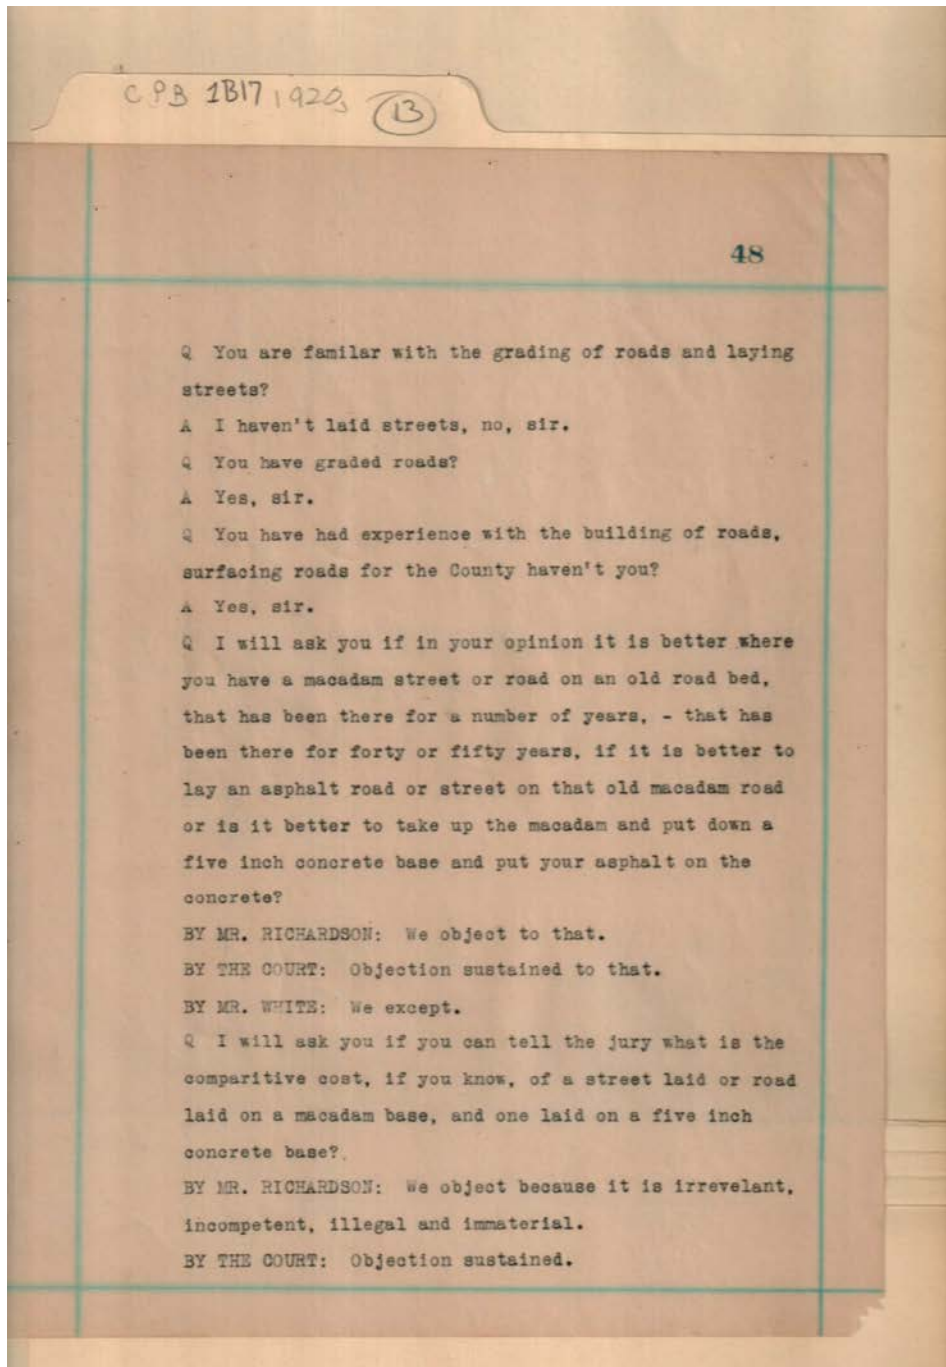 CPB 1B17 1920s 13
48
Q You are familar with the grading of roads and laying
streets?
A I haven't laid streets, no, sir.
Q You have graded roads?
A Yes, sir.
Q You have had experience with the building of roads,
surfacing roads for the County haven't you?
A Yes, sir.
Q I will ask you if in your opinion it is better where
you have a macadam street or road on an old road bed,
that has been there for a number of years, - that has
been there for forty or fifty years, if it is better to
lay an asphalt road or street on that old macadam road
or is it better to take up the macadam and put down a
five inch concrete base and put your asphalt on the
concrete?
BY MR. RICHARDSON: We object to that.
BY THE COURT: Objection sustained to that.
BY MR. WHITE: We except.
Q I will ask you if you can tell the jury what is the
comparitive cost, if you know, of a street laid or road
laid on a macadam base, and one laid on a five inch
concrete base?
BY MR. RICHARDSON: We object because it is irrevelant,
incompetent, illegal and immaterial.
BY THE COURT: Objection sustained.